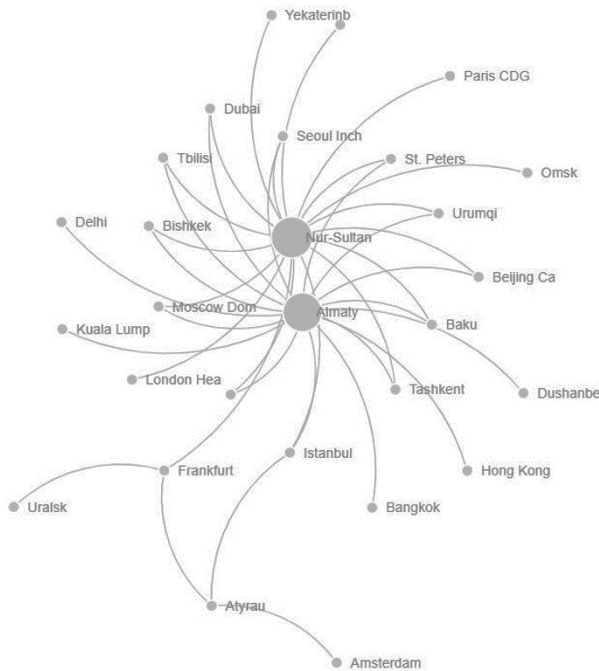 Yekaterinb
Paris CDG
Dubai
Seoul Inch
Tbilisi
St. Peters
Omsk
Delhi
Bishkek
Urumqi
Nur-Sultan
Beijing Ca
Moscow Dom
Almaty
Kuala Lump
Baku
London Hea
Tashkent
Dushanbe
Istanbul
Frankfurt
Hong Kong
Uralsk
Bangkok
Atyrau
Amsterdam